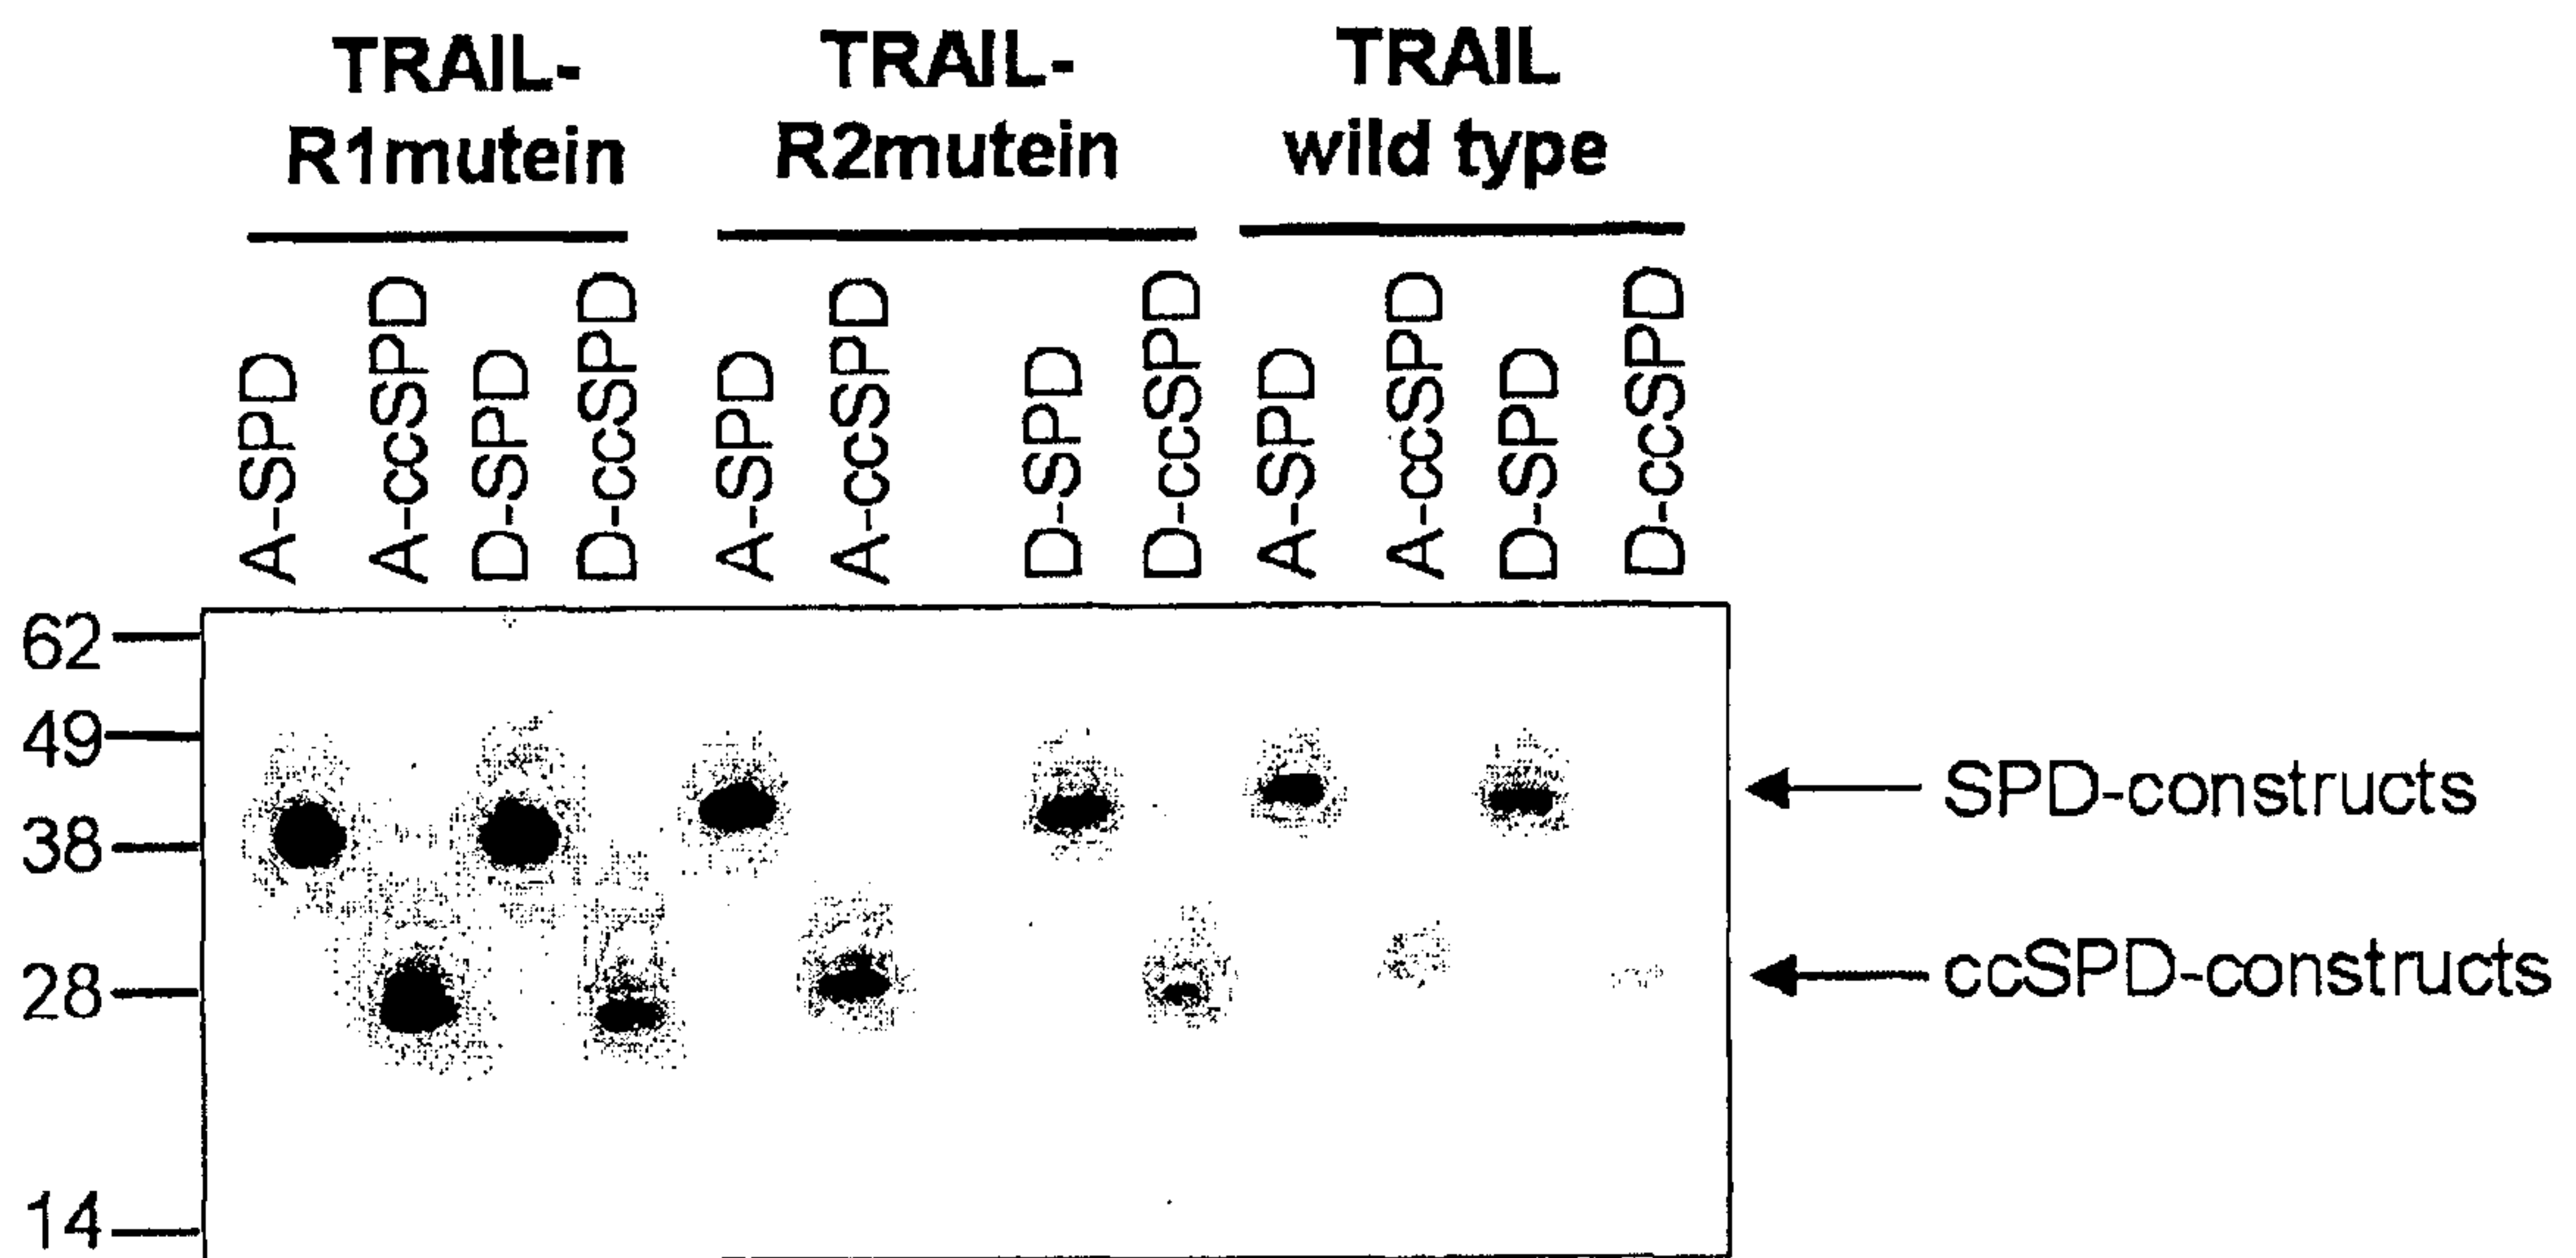 TRAIL-
R1mutein
TRAIL-
R2mutein
TRAIL
wild type
A-SPD
A-ccSPD
D-SPD
D-ccSPD
A-SPD
A-ccSPD
D-SPD
D-ccSPD
A-SPD
A-ccSPD
D-SPD
D-ccSPD
62
49
38
28
14
SPD-constructs
ccSPD-constructs